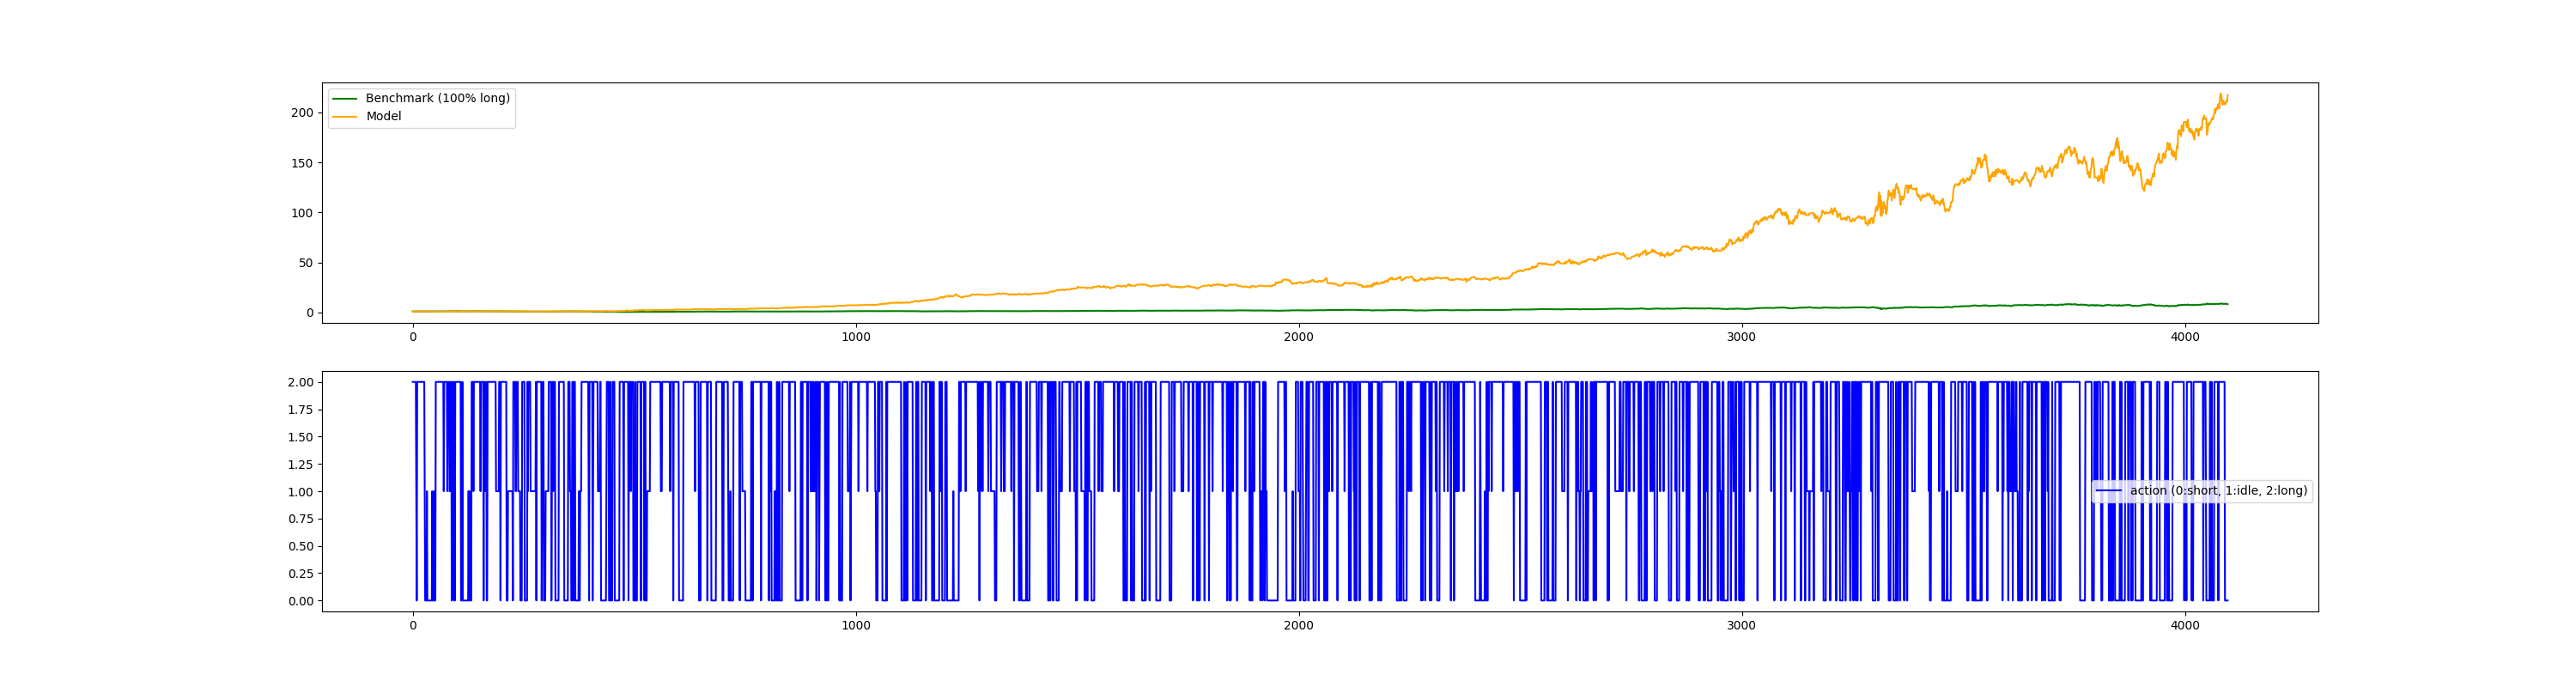 Benchmark (100% long)
Model
200
150
100
50
0
0 1000 2000 3000 4000
2.00
1.75
1.50
1.25
1.00
0.75
0.50
0.25
0.00
action (0:short, 1:idle, 2:long)
0 1000 2000 3000 4000